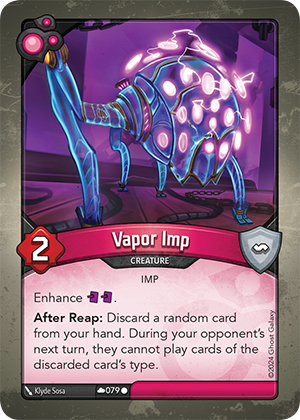 Vapor Imp
2
CREATURE
IMP
Enhance .
After Reap: Discard a random card
from your hand. During your opponent's
next turn, they cannot play cards of the
discarded card's type.
Klyde Sosa
079
©2024 Ghost Galaxy